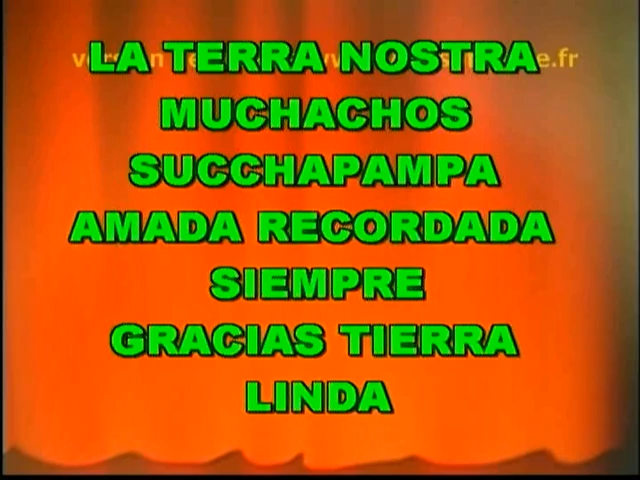 LA TERRA NOSTRA
MUCHACHOS
SUCCHAPAMPA
AMADA RECORDADA
SIEMPRE
GRACIAS TIERRA
LINDA